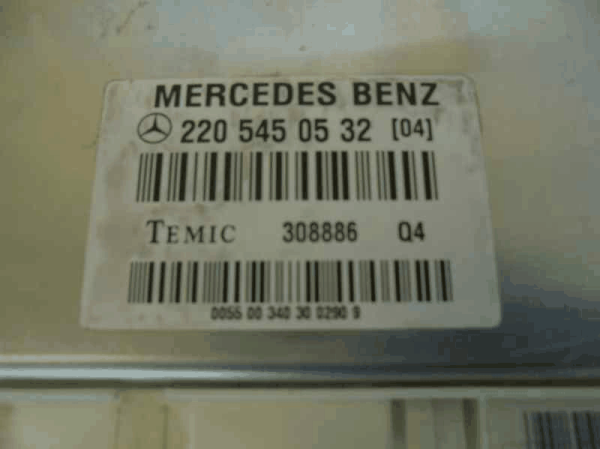 MERCEDES BENZ
220 545 05 32 [04]
TEMIC 308886 Q4
0055 00 340 30 0290 9